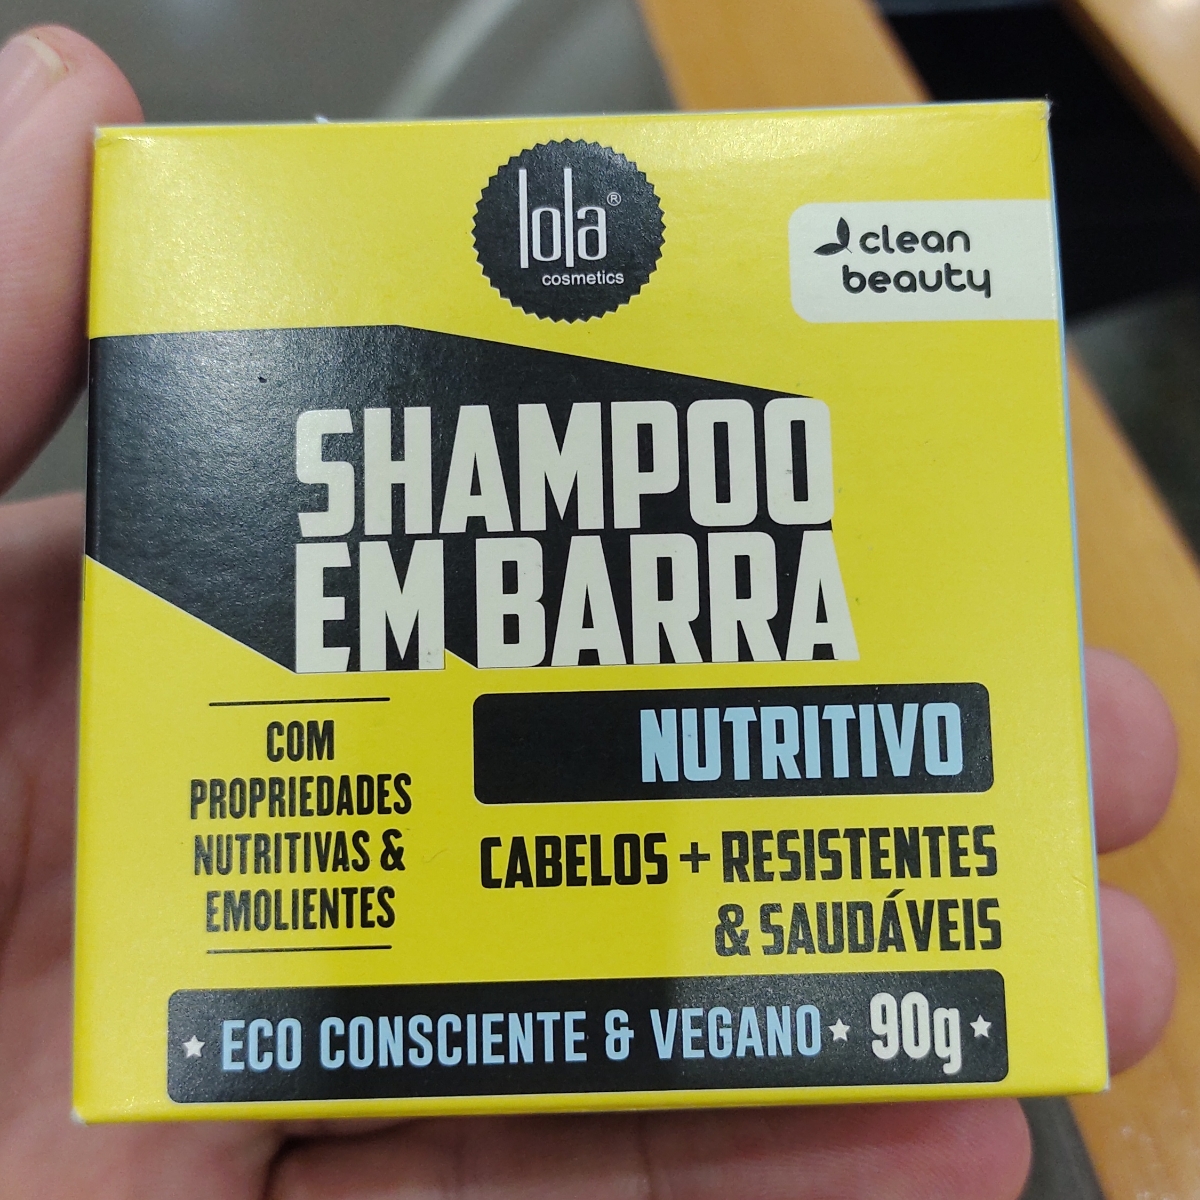 lola®
cosmetics
clean
beauty
SHAMPOO
EM BARRA
COM
PROPRIEDADES
NUTRITIVAS &
EMOLIENTES
NUTRITIVO
CABELOS + RESISTENTES
& SAUDÁVEIS
ECO CONSCIENTE & VEGANO 90g